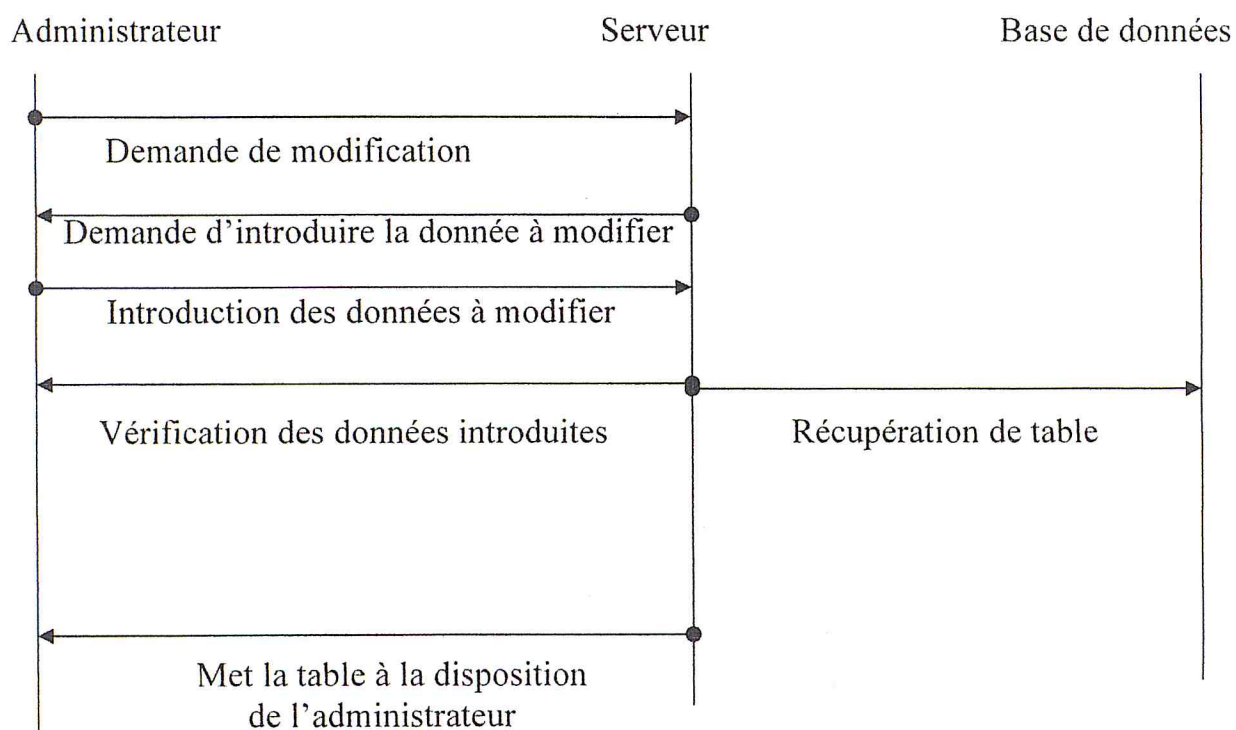 Administrateur
Serveur
Base de données
Demande de modification
Demande d'introduire la donnée à modifier
Introduction des données à modifier
Vérification des données introduites
Récupération de table
Met la table à la disposition
de l'administrateur